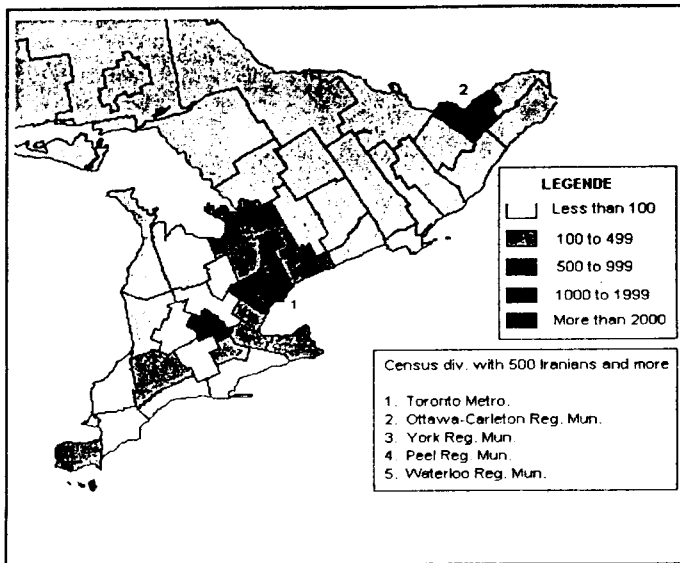 2
1
LEGENDE
Less than 100
100 to 499
500 to 999
1000 to 1999
More than 2000
Census div. with 500 Iranians and more
1. Toronto Metro.
2. Ottawa-Carleton Reg. Mun.
3. York Reg. Mun.
4. Peel Reg. Mun.
5. Waterloo Reg. Mun.